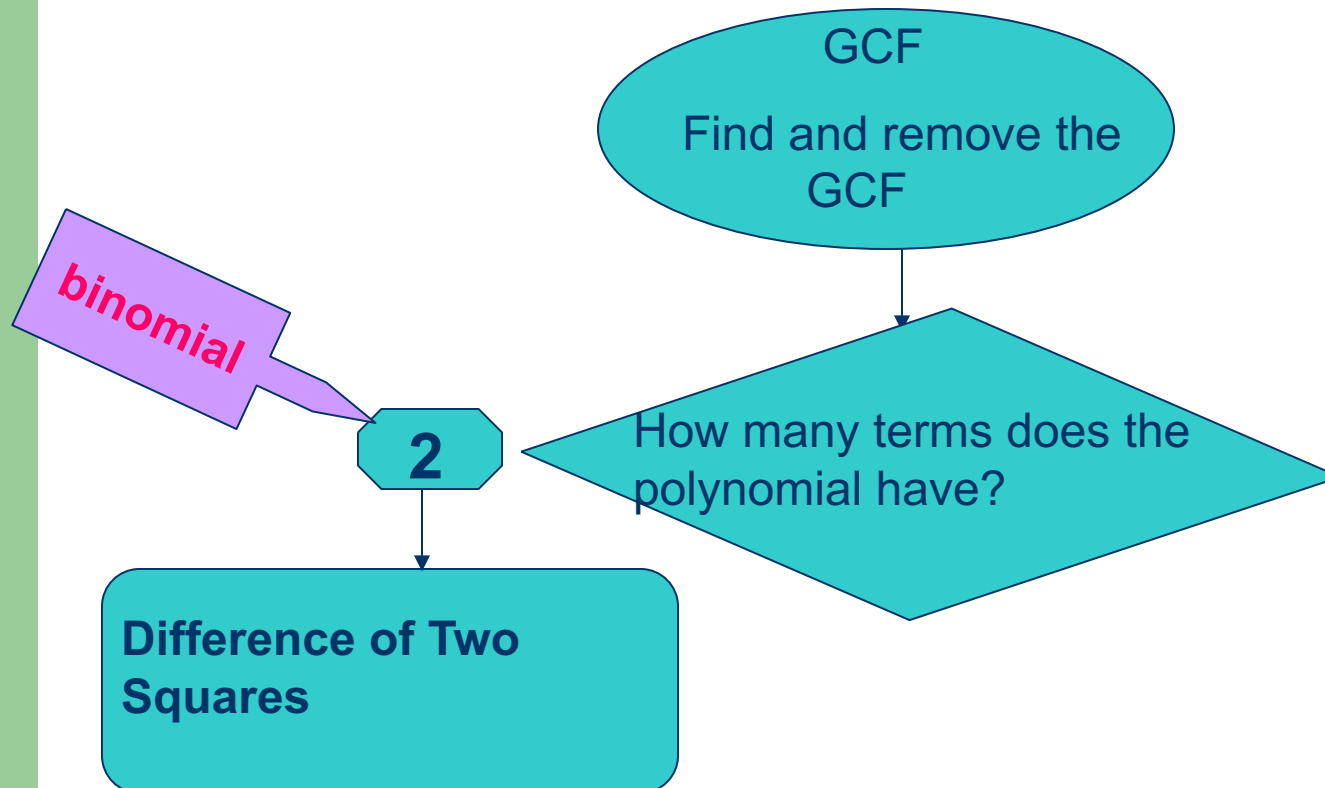 GCF
Find and remove the
GCF
binomial
How many terms does the
polynomial have?
2
Difference of Two
Squares